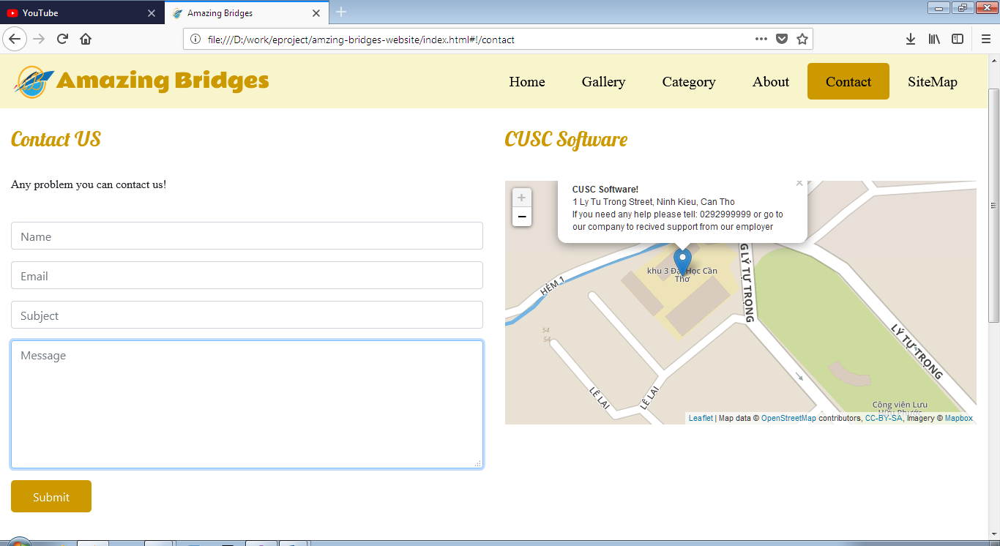 YouTube
Amazing Bridges
file:///D:/work/eproject/amzing-bridges-website/index.html#!/contact
Amazing Bridges
Home Gallery Category About Contact SiteMap
Contact US
Any problem you can contact us!
Name
Email
Subject
Message
Submit
CUSC Software
CUSC Software!
1 Ly Tu Trong Street, Ninh Kieu, Can Tho
If you need any help please tell: 0292999999 or go to
our company to recived support from our employer
+
−
khu 3 Đại Học Cần
Thơ
HẺM 1
G LÝ TỰ TRỌNG
LÝ TỰ TRỌNG
54
54
LÊ LAI
LÊ LAI
Công viên Lưu
Hữu Phước
Leaflet | Map data © OpenStreetMap contributors, CC-BY-SA, Imagery © Mapbox